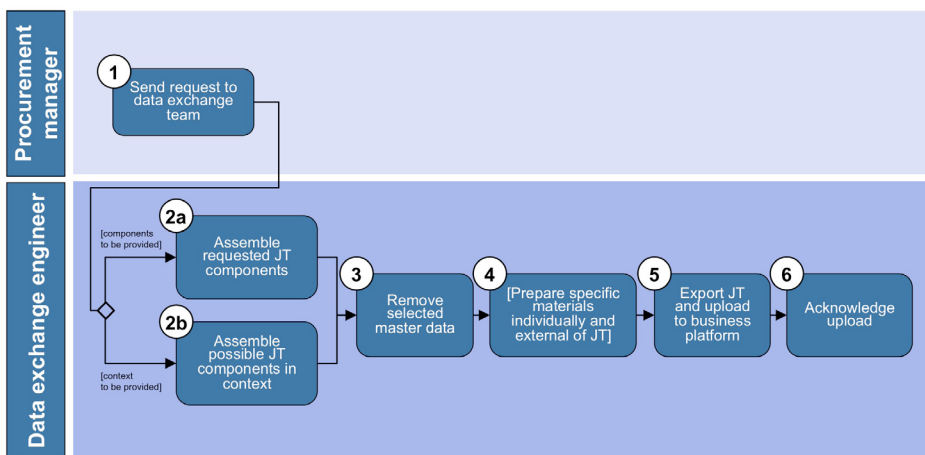 Procurement
manager
1
Send request to
data exchange
team
Data exchange engineer
[components
to be provided]
2a
Assemble
requested JT
components
2b
Assemble
possible JT
components in
context
[context
to be provided]
3
Remove
selected
master data
4
[Prepare specific
materials
individually and
external of JT]
5
Export JT
and upload
to business
platform
6
Acknowledge
upload